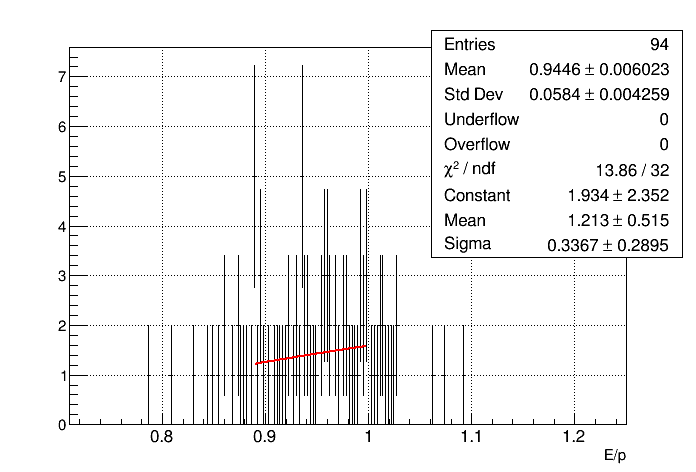 Entries 94
Mean 0.9446 ± 0.006023
Std Dev 0.0584 ± 0.004259
Underflow 0
Overflow 0
χ² / ndf 13.86 / 32
Constant 1.934 ± 2.352
Mean 1.213 ± 0.515
Sigma 0.3367 ± 0.2895
7
6
5
4
3
2
1
0
0.8 0.9 1 1.1 1.2
E/p